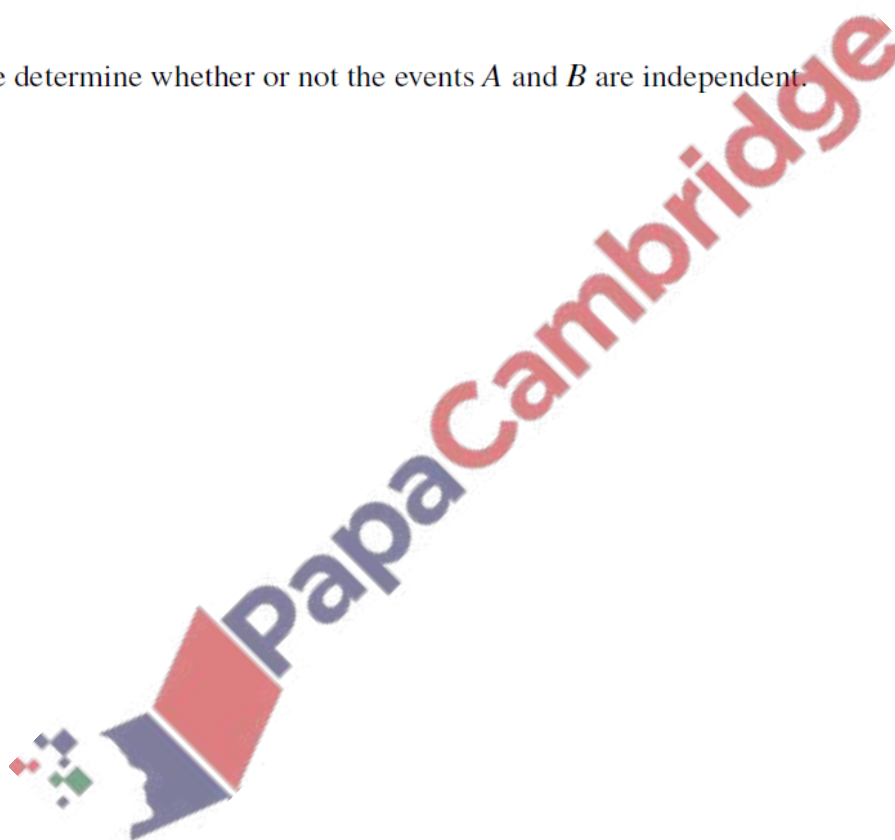 e determine whether or not the events A and B are independent.
PapaCambridge